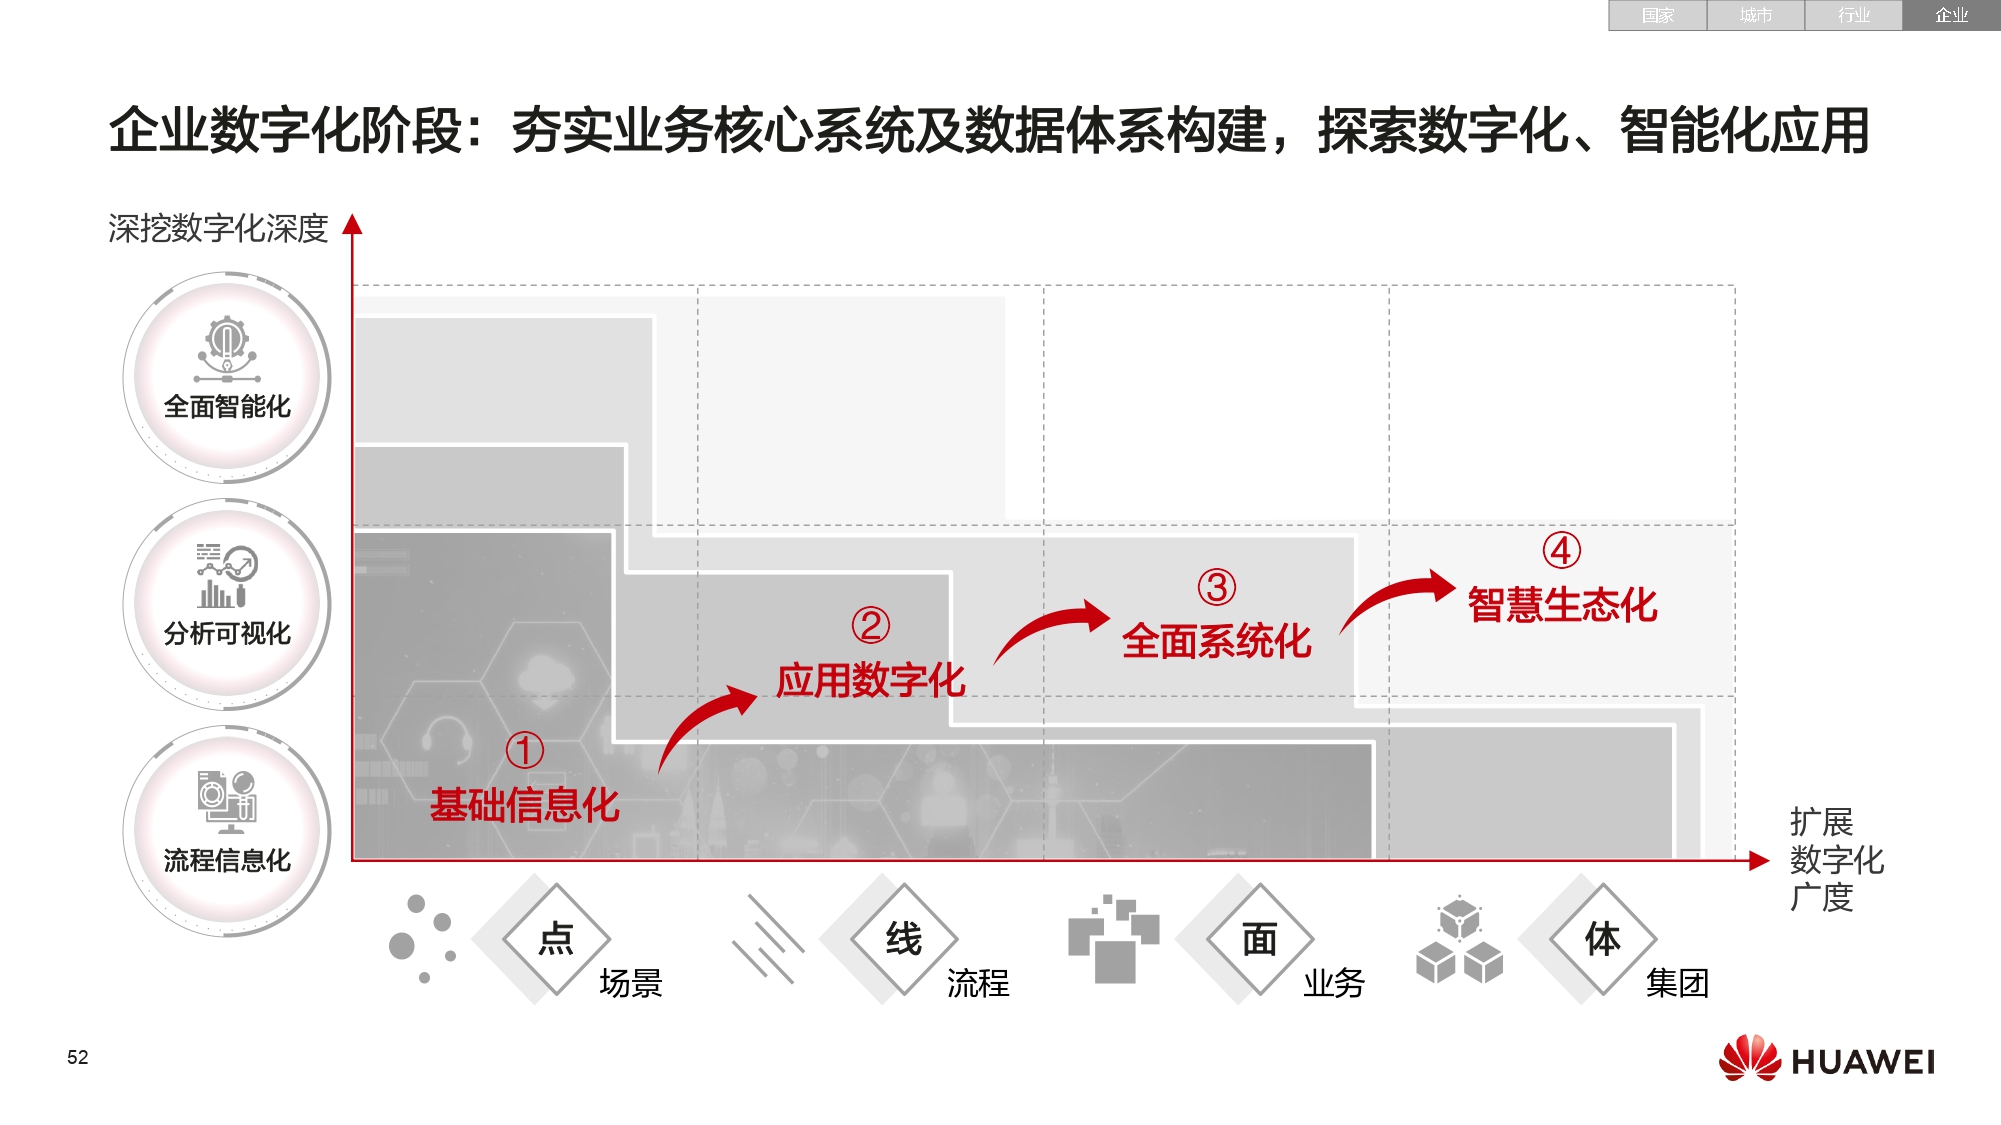 国家 城市 行业 企业
企业数字化阶段：夯实业务核心系统及数据体系构建，探索数字化、智能化应用
深挖数字化深度
全面智能化
分析可视化
流程信息化
①
基础信息化
②
应用数字化
③
全面系统化
④
智慧生态化
扩展
数字化
广度
点
场景
线
流程
面
业务
体
集团
52
HUAWEI